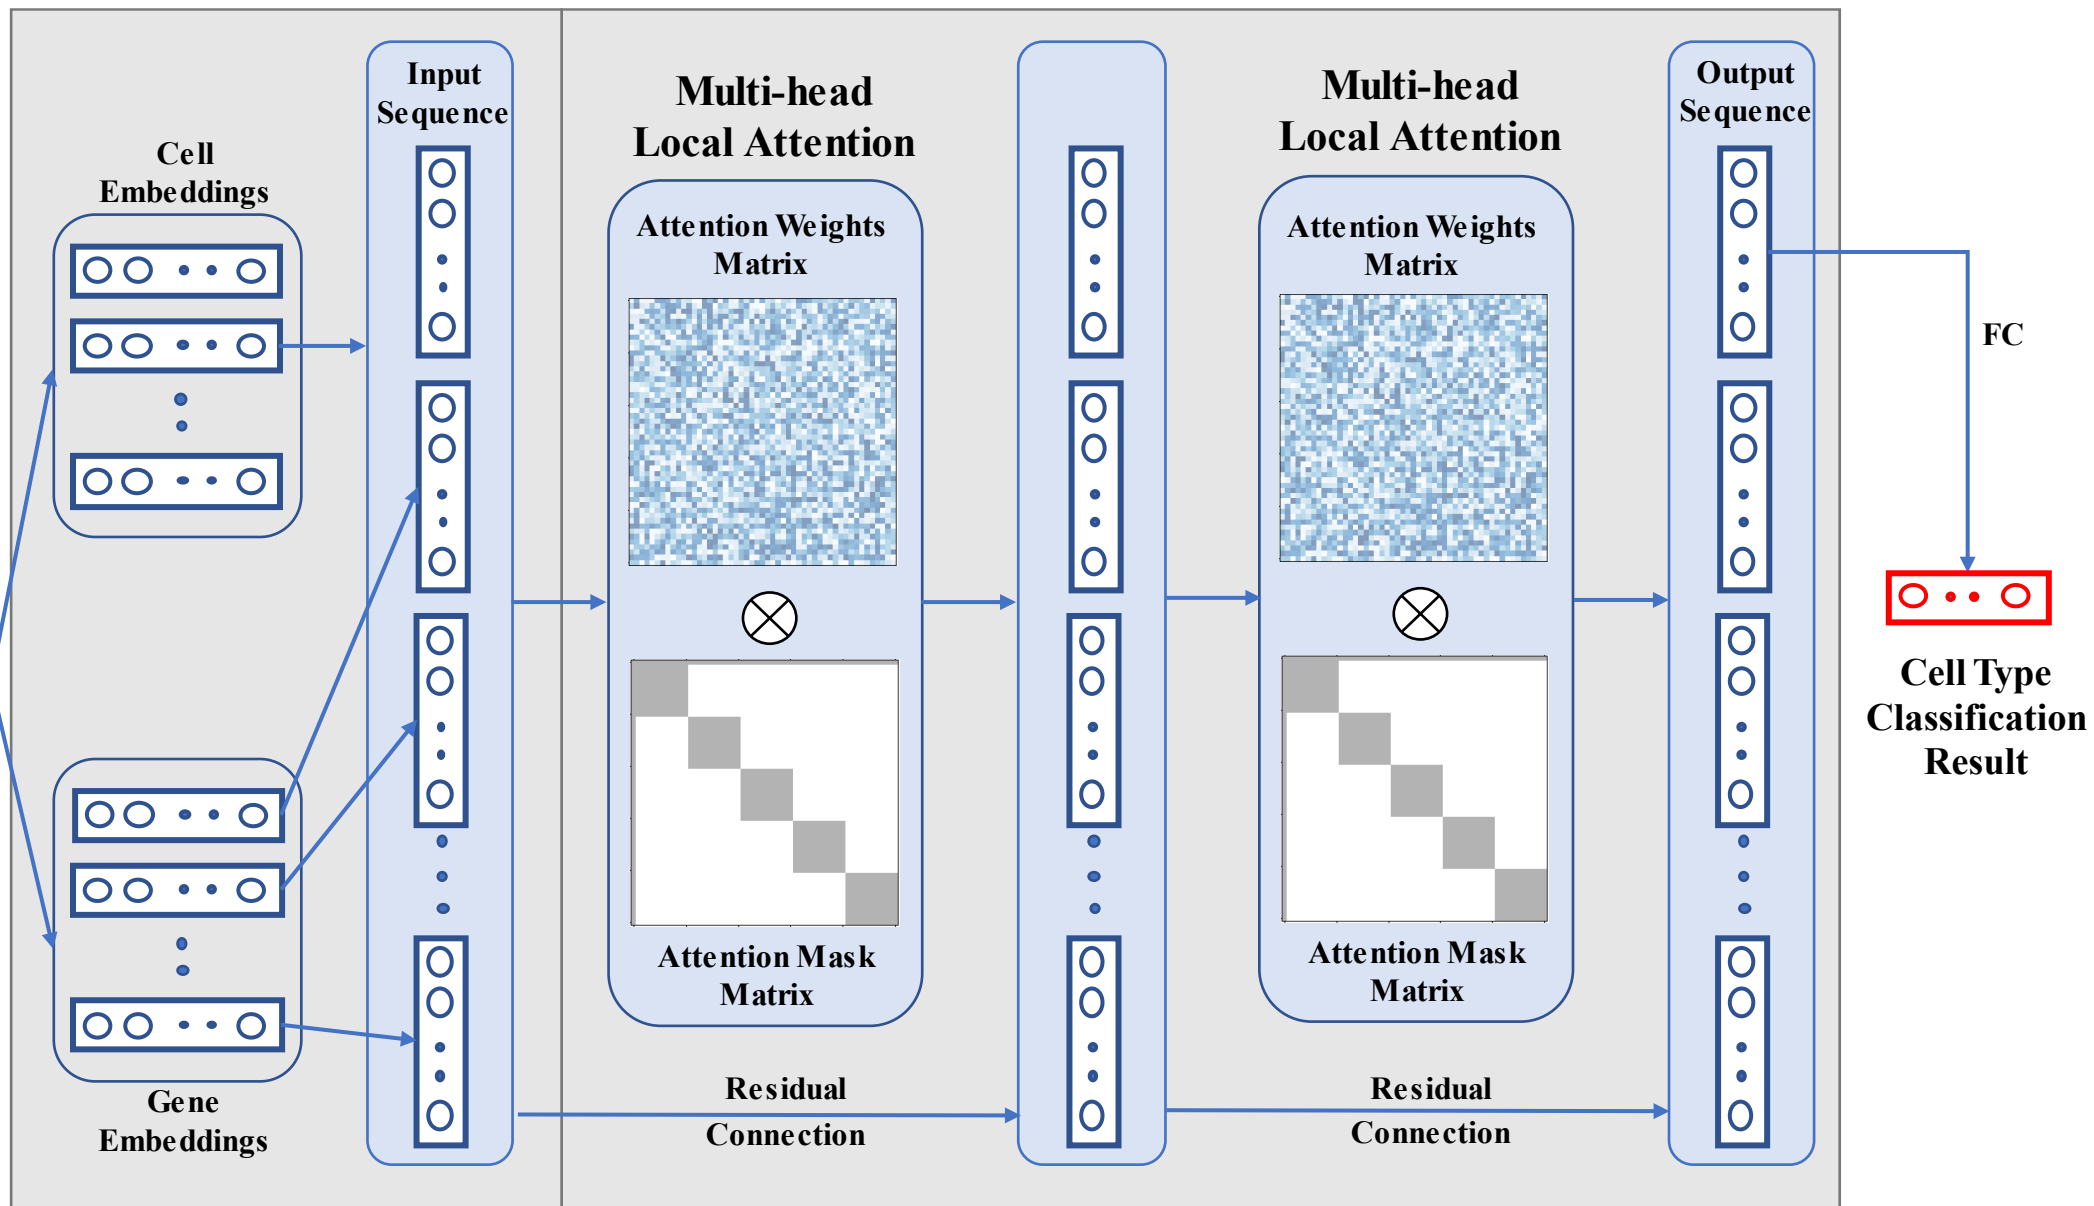 Cell
Embeddings
Gene
Embeddings
Input
Sequence
Multi-head
Local Attention
Attention Weights
Matrix
Attention Mask
Matrix
Residual
Connection
Multi-head
Local Attention
Attention Weights
Matrix
Attention Mask
Matrix
Residual
Connection
Output
Sequence
FC
Cell Type
Classification
Result